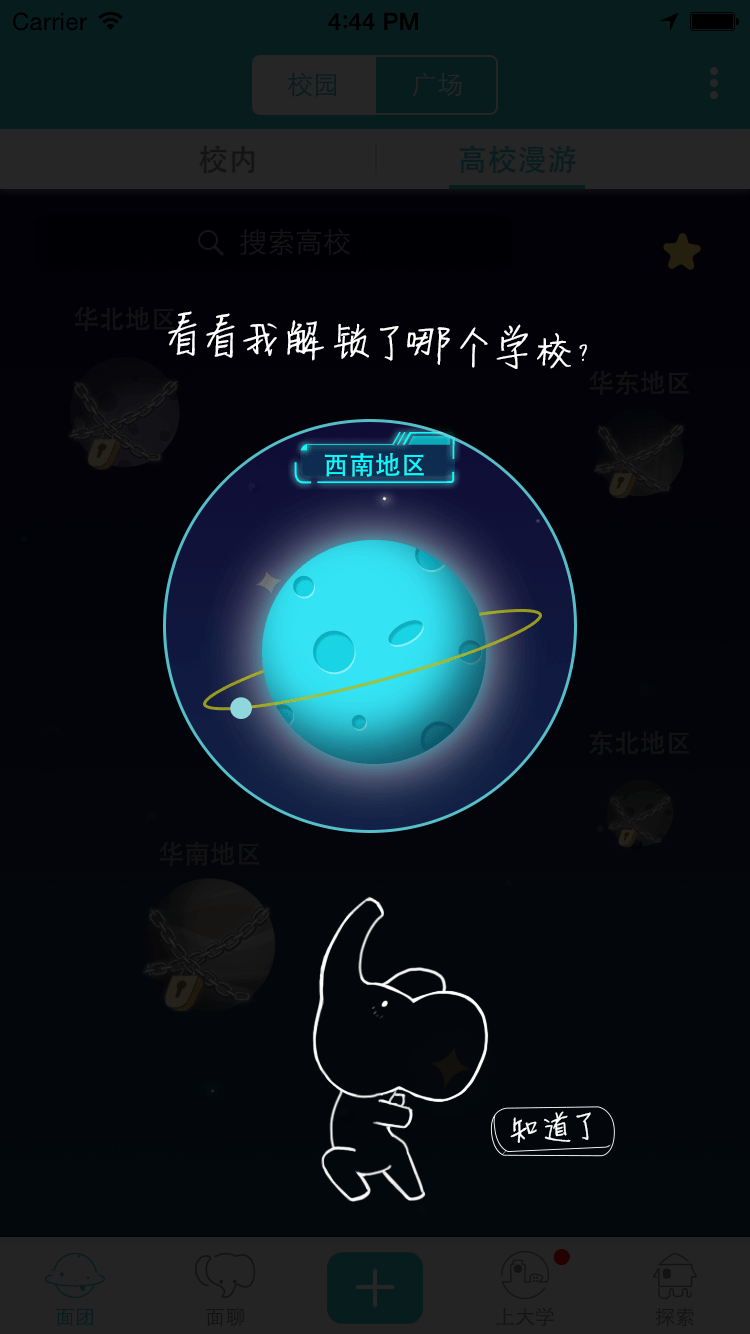 Carrier 4:44 PM
校园 广场
校内 高校漫游
搜索高校
华北地区
看看我解锁了哪个学校?
华东地区
西南地区
东北地区
华南地区
知道了
面团 面聊 上大学 探索